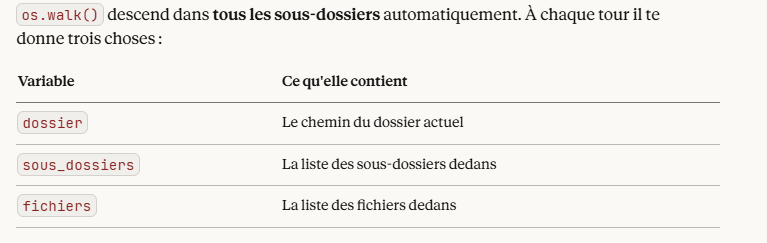 os.walk() descend dans tous les sous-dossiers automatiquement. À chaque tour il te
donne trois choses :
Variable Ce qu'elle contient
dossier Le chemin du dossier actuel
sous_dossiers La liste des sous-dossiers dedans
fichiers La liste des fichiers dedans